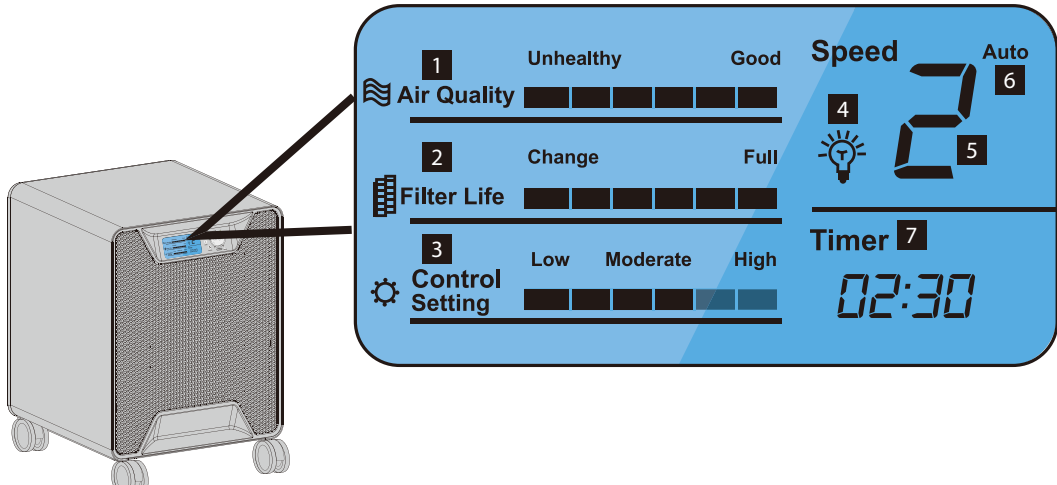 1
Unhealthy Good
Air Quality
2
Change Full
Filter Life
3
Low Moderate High
Control
Setting
Speed
Auto
6
4
2
5
Timer 7
02:30